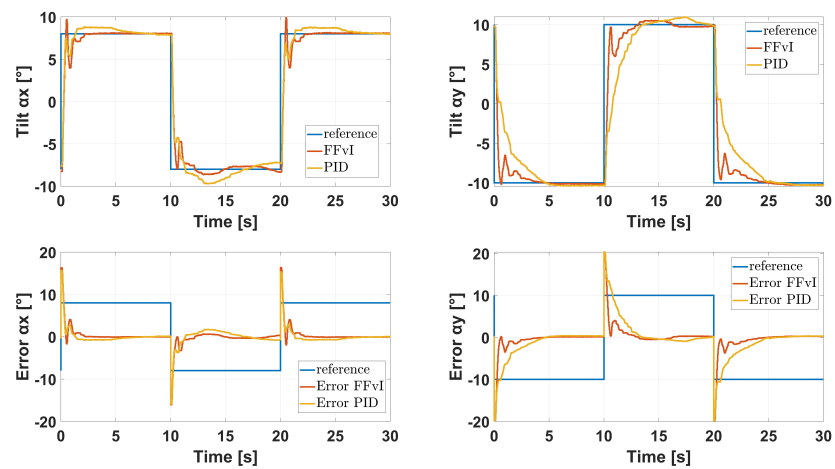 Tilt αx [°]
10
5
0
-5
-10
reference
FFvI
PID
0 5 10 15 20 25 30
Time [s]
Tilt αy [°]
10
5
0
-5
-10
reference
FFvI
PID
0 5 10 15 20 25 30
Time [s]
Error αx [°]
20
10
0
-10
-20
reference
Error FFvI
Error PID
0 5 10 15 20 25 30
Time [s]
Error αy [°]
20
10
0
-10
-20
reference
Error FFvI
Error PID
0 5 10 15 20 25 30
Time [s]